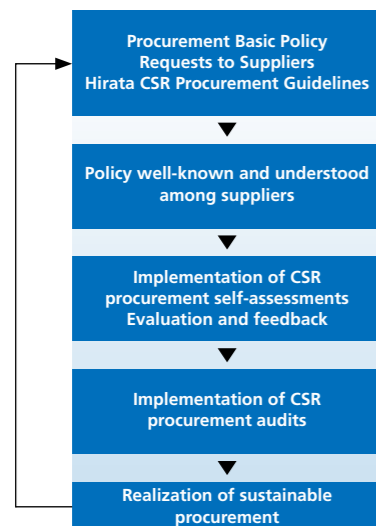 Procurement Basic Policy
Requests to Suppliers
Hirata CSR Procurement Guidelines
Policy well-known and understood
among suppliers
Implementation of CSR
procurement self-assessments
Evaluation and feedback
Implementation of CSR
procurement audits
Realization of sustainable
procurement